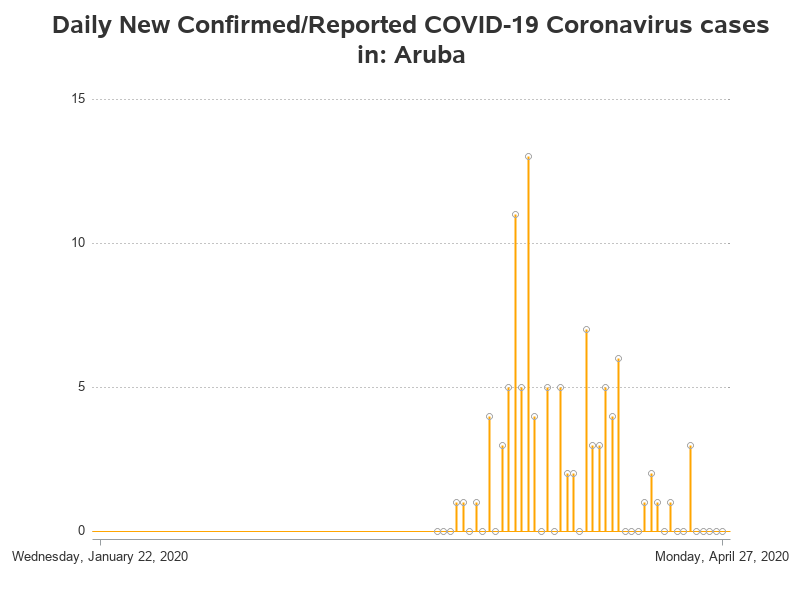 Daily New Confirmed/Reported COVID-19 Coronavirus cases
in: Aruba
15
10
5
0
Wednesday, January 22, 2020
Monday, April 27, 2020